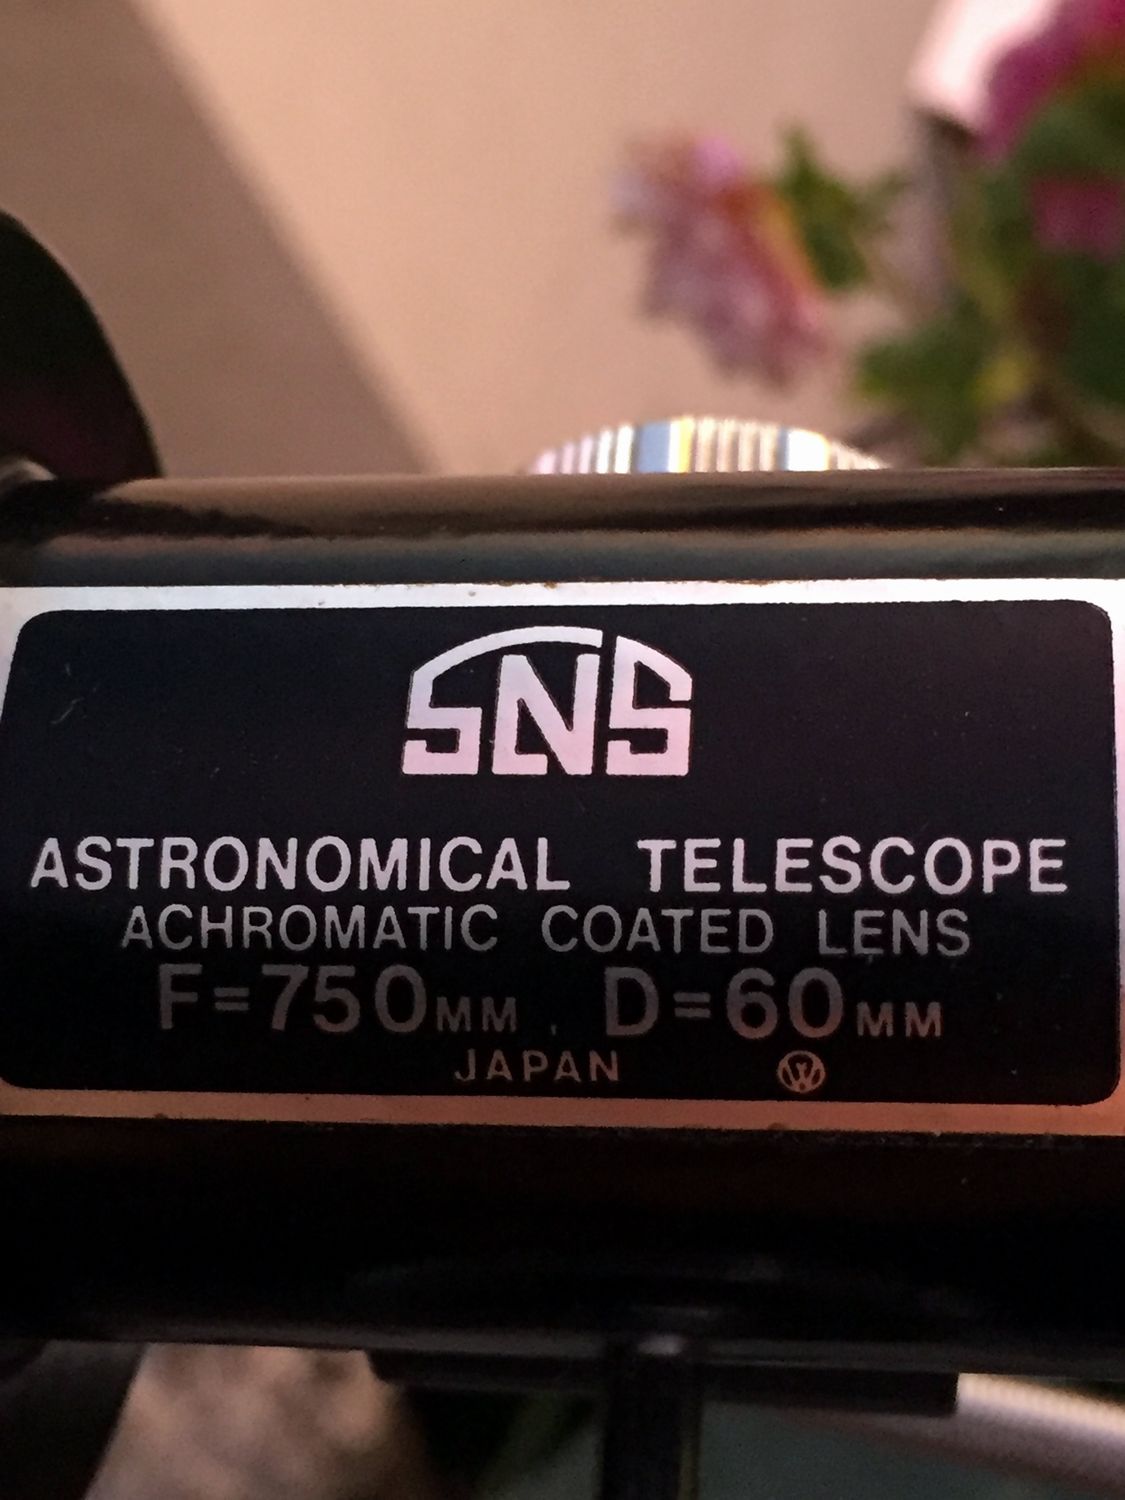 SNS
ASTRONOMICAL TELESCOPE
ACHROMATIC COATED LENS
F=750MM. D=60MM
JAPAN W